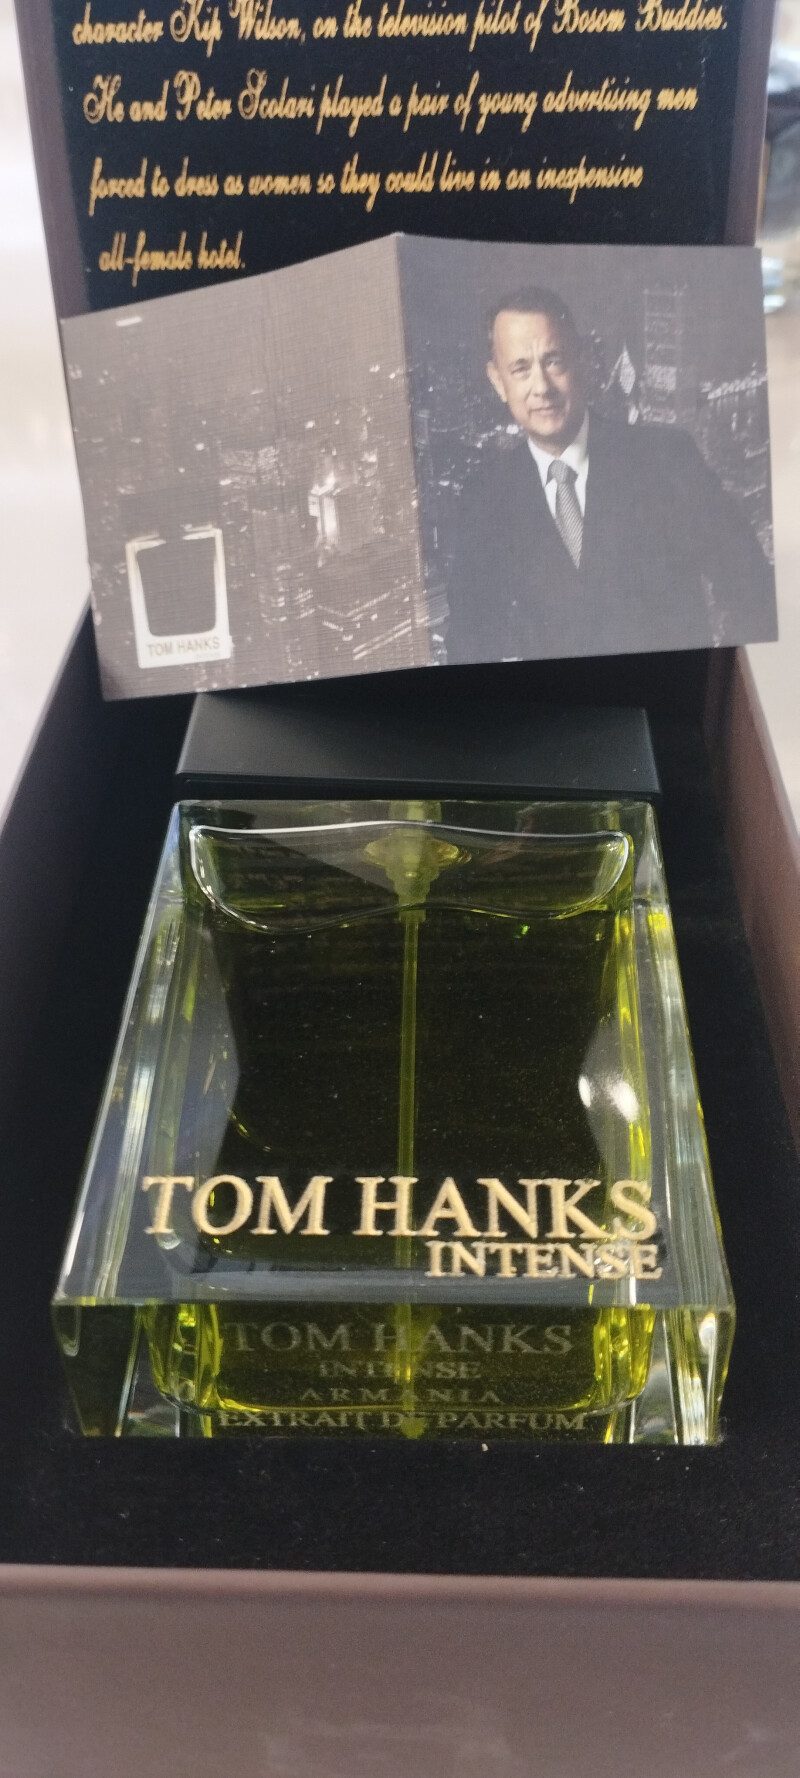 character Kip Wilson, on the television pilot of Bosom Buddies.
He and Peter Scolari played a pair of young advertising men
forced to dress as women so they could live in an inexpensive
all-female hotel.
TOM HANKS
TOM HANKS
INTENSE
TOM HANKS
INTENSE
ARMANIA
EXTRAIT DE PARFUM